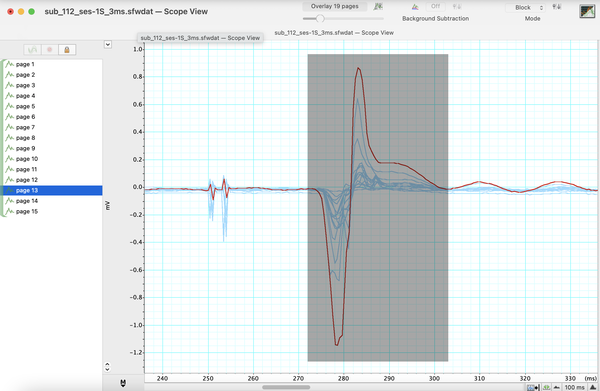 sub_112_ses-1S_3ms.sfwdat — Scope View
Overlay 19 pages
Off
Background Subtraction
Block
Mode
sub_112_ses-1S_3ms.sfwdat — Scope View
sub_112_ses-1S_3ms.sfwdat — Scope View
page 1
page 2
page 3
page 4
page 5
page 6
page 7
page 8
page 9
page 10
page 11
page 12
page 13
page 14
page 15
mV
1.0
0.8
0.6
0.4
0.2
-0.0
-0.2
-0.4
-0.6
-0.8
-1.0
-1.2
240 250 260 270 280 290 300 310 320 330 (ms)
100 ms